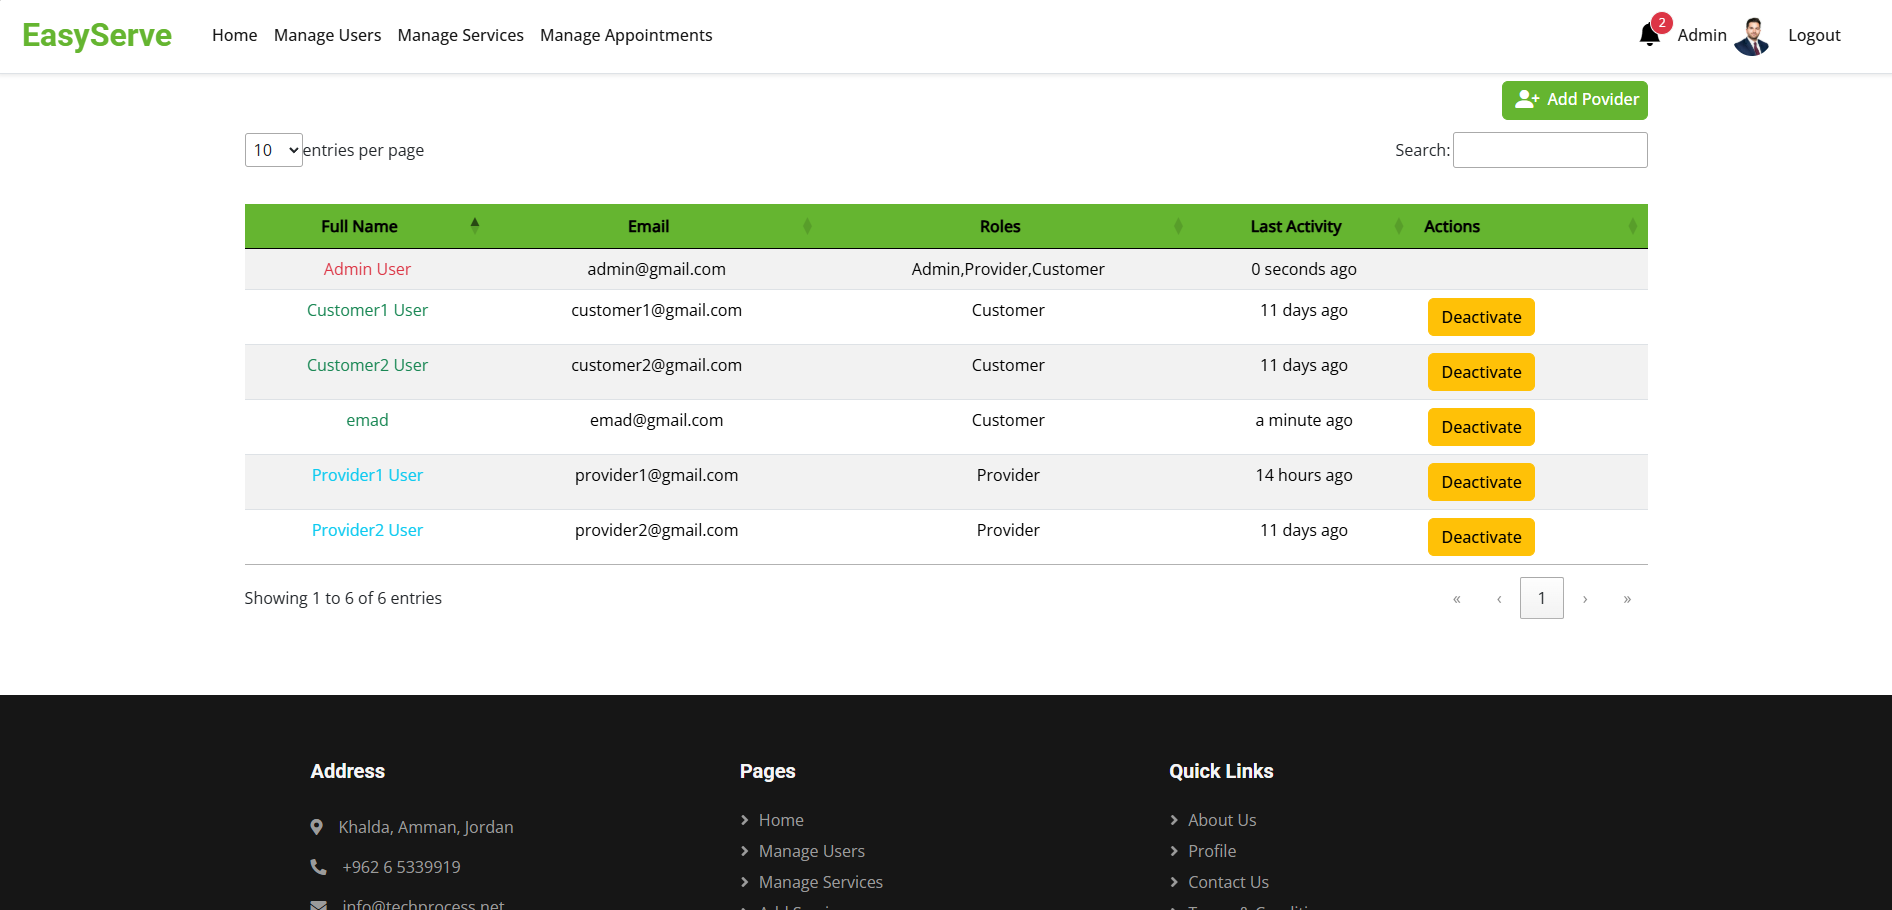 EasyServe Home Manage Users Manage Services Manage Appointments 2 Admin Logout
Add Povider
10 entries per page Search:
Full Name Email Roles Last Activity Actions
Admin User admin@gmail.com Admin,Provider,Customer 0 seconds ago
Customer1 User customer1@gmail.com Customer 11 days ago Deactivate
Customer2 User customer2@gmail.com Customer 11 days ago Deactivate
emad emad@gmail.com Customer a minute ago Deactivate
Provider1 User provider1@gmail.com Provider 14 hours ago Deactivate
Provider2 User provider2@gmail.com Provider 11 days ago Deactivate
Showing 1 to 6 of 6 entries « ‹ 1 › »
Address Pages Quick Links
Khalda, Amman, Jordan Home About Us
+962 6 5339919 Manage Users Profile
info@techprocess.net Manage Services Contact Us